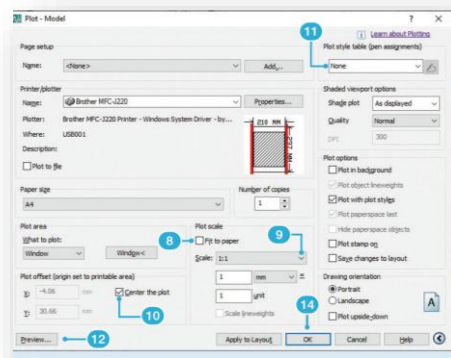 Plot - Model
Learn about Plotting
Page setup
Name:
<None>
Add...
Plot style table (pen assignments)
11
None
Printer/plotter
Name:
Brother MFC-J220
Properties...
Plotter:
Brother MFC-J220 Printer - Windows System Driver - by...
Where:
USB001
Description:
Plot to file
210 MM
297 MM
Shaded viewport options
Shade plot
As displayed
Quality
Normal
DPI
300
Paper size
A4
Number of copies
1
Plot options
Plot in background
Plot object lineweights
Plot with plot styles
Plot paperspace last
Hide paperspace objects
Plot stamp on
Save changes to layout
Plot area
What to plot:
Window
Window<
Plot scale
8
Fit to paper
9
Scale:
1:1
1
mm
=
1
unit
Scale lineweights
Plot offset (origin set to printable area)
X:
-4.06
mm
Center the plot
10
Y:
20.66
mm
Drawing orientation
Portrait
Landscape
Plot upside-down
A
Preview...
12
14
Apply to Layout
OK
Cancel
Help